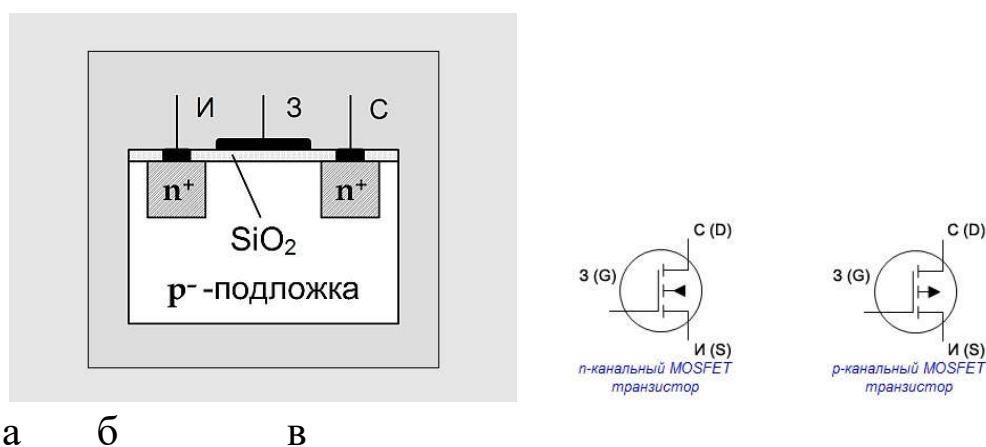 И З С
n⁺ n⁺
SiO₂
p⁻ -подложка
С (D)
З (G)
И (S)
n-канальный MOSFET
транзистор
С (D)
З (G)
И (S)
p-канальный MOSFET
транзистор
а б в